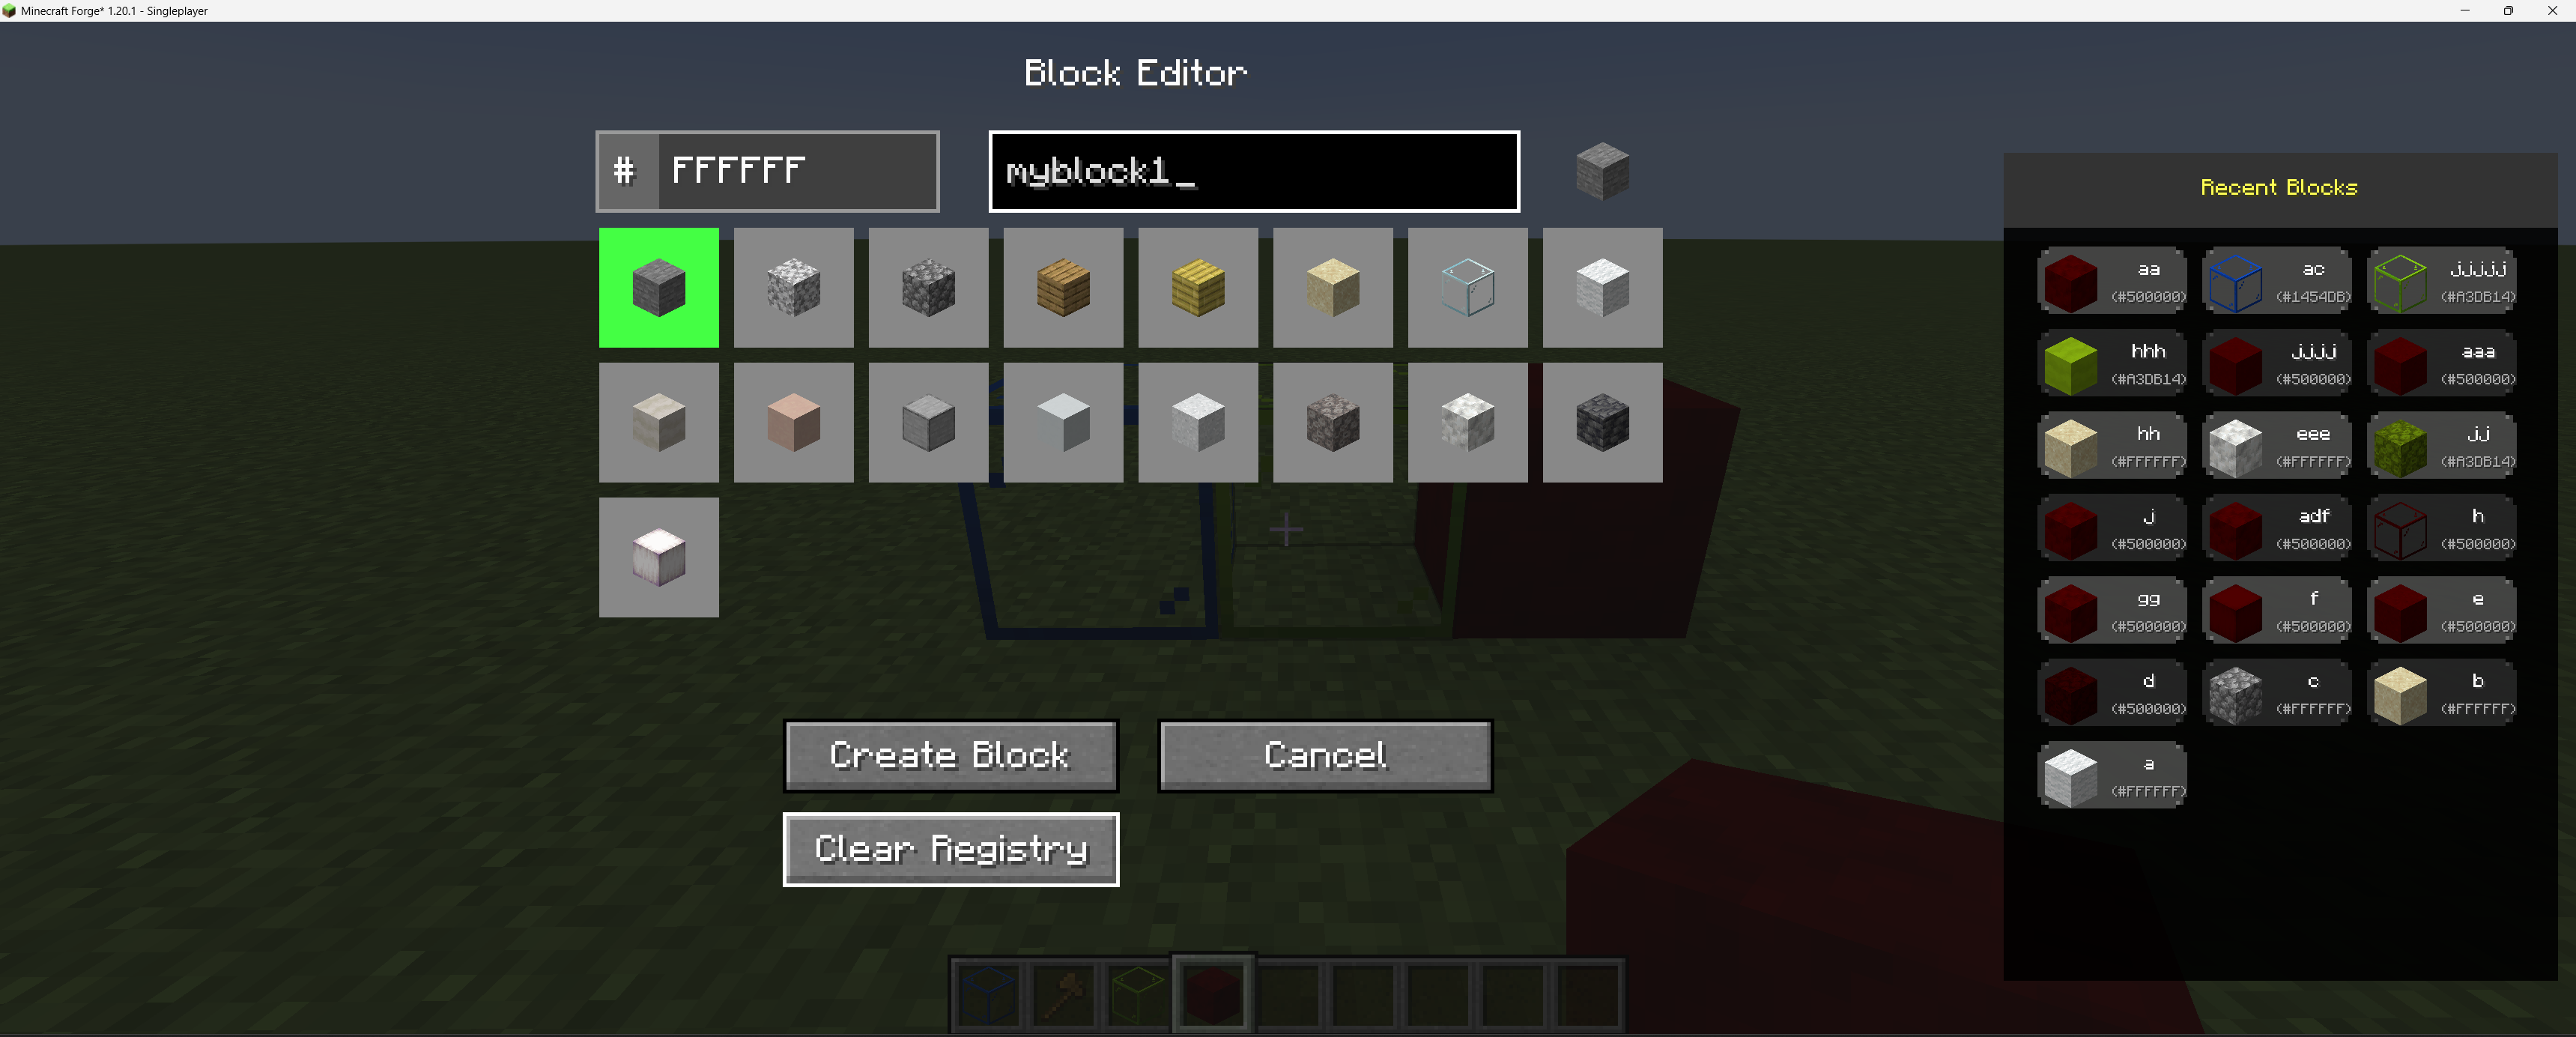 Minecraft Forge* 1.20.1 - Singleplayer
Block Editor
# FFFFFF
myblock1_
Recent Blocks
aa
(#500000)
ac
(#1454DB)
jjjjj
(#A3DB14)
hhh
(#A3DB14)
jjjj
(#500000)
aaa
(#500000)
hh
(#FFFFFF)
eee
(#FFFFFF)
jj
(#A3DB14)
j
(#500000)
adf
(#500000)
h
(#500000)
gg
(#500000)
f
(#500000)
e
(#500000)
d
(#500000)
c
(#FFFFFF)
b
(#FFFFFF)
a
(#FFFFFF)
Create Block
Cancel
Clear Registry